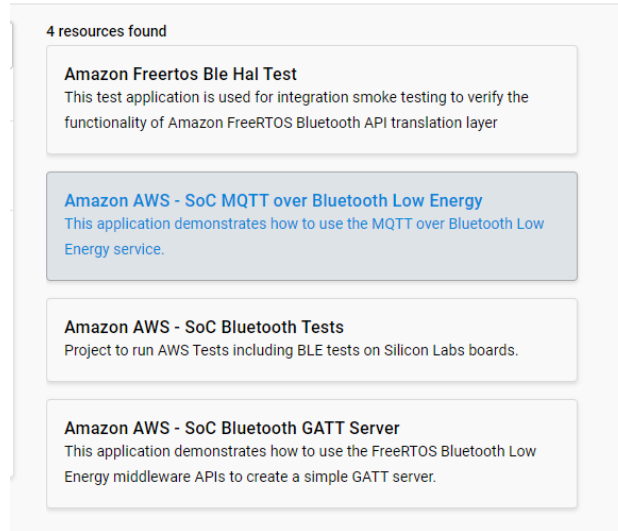 4 resources found
Amazon Freertos Ble Hal Test
This test application is used for integration smoke testing to verify the
functionality of Amazon FreeRTOS Bluetooth API translation layer
Amazon AWS - SoC MQTT over Bluetooth Low Energy
This application demonstrates how to use the MQTT over Bluetooth Low
Energy service.
Amazon AWS - SoC Bluetooth Tests
Project to run AWS Tests including BLE tests on Silicon Labs boards.
Amazon AWS - SoC Bluetooth GATT Server
This application demonstrates how to use the FreeRTOS Bluetooth Low
Energy middleware APIs to create a simple GATT server.